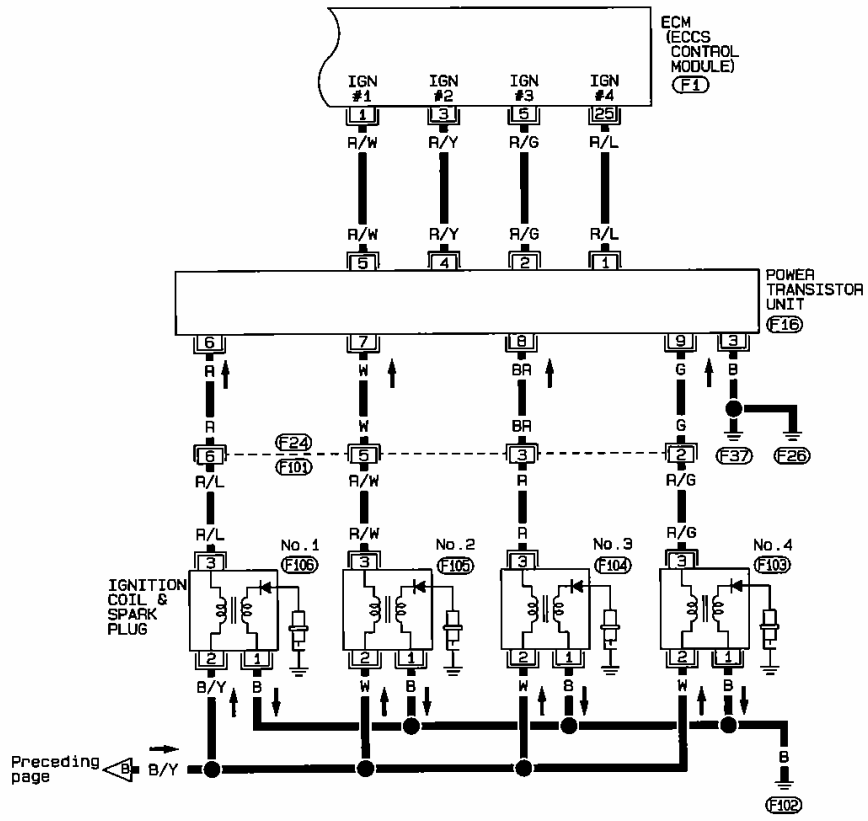 ECM
(ECCS
CONTROL
MODULE)
F1
IGN #1
IGN #2
IGN #3
IGN #4
1 3 5 25
R/W R/Y R/G R/L
R/W R/Y R/G R/L
5 4 2 1
POWER
TRANSISTOR
UNIT
F16
6 7 8 9 3
R W BR G B
R W BR G
F24
F37 F26
6 5 3 2
F101
R/L R/W R R/G
R/L R/W R R/G
No.1 No.2 No.3 No.4
F106 F105 F104 F103
3 3 3 3
IGNITION
COIL &
SPARK
PLUG
2 1 2 1 2 1 2 1
B/Y B W B W B W B
Preceding
page
B B/Y
B
F102